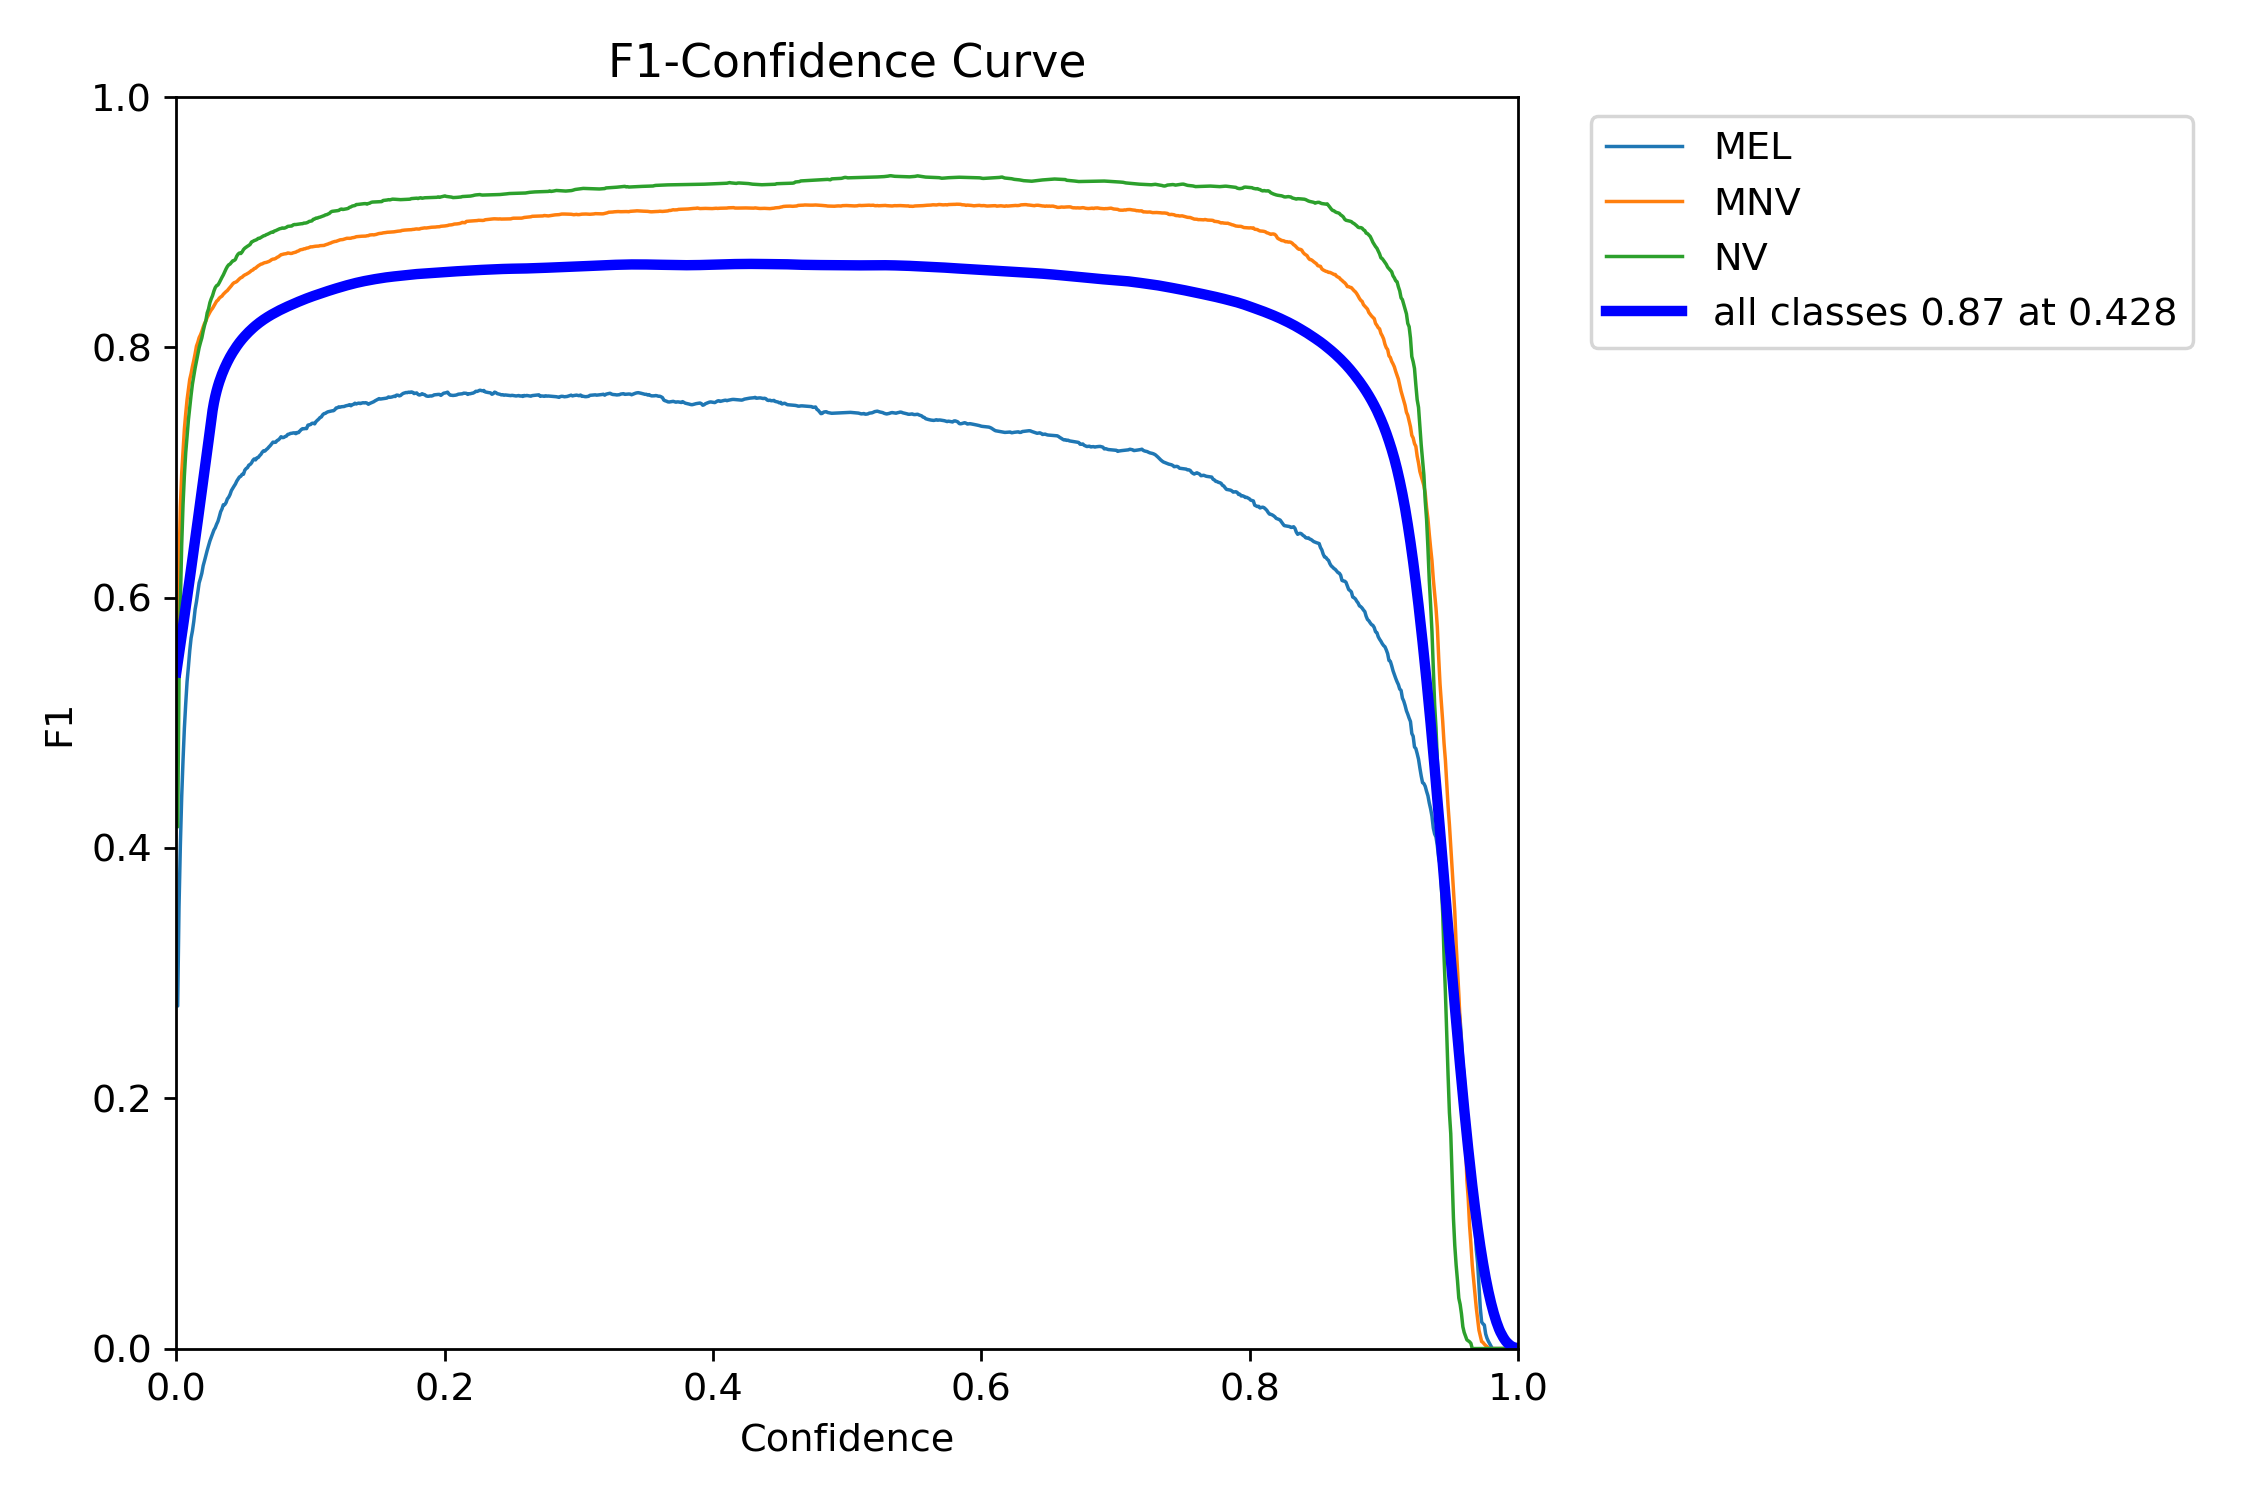 F1-Confidence Curve
1.0
0.8
0.6
0.4
0.2
0.0
F1
0.0 0.2 0.4 0.6 0.8 1.0
Confidence
MEL
MNV
NV
all classes 0.87 at 0.428